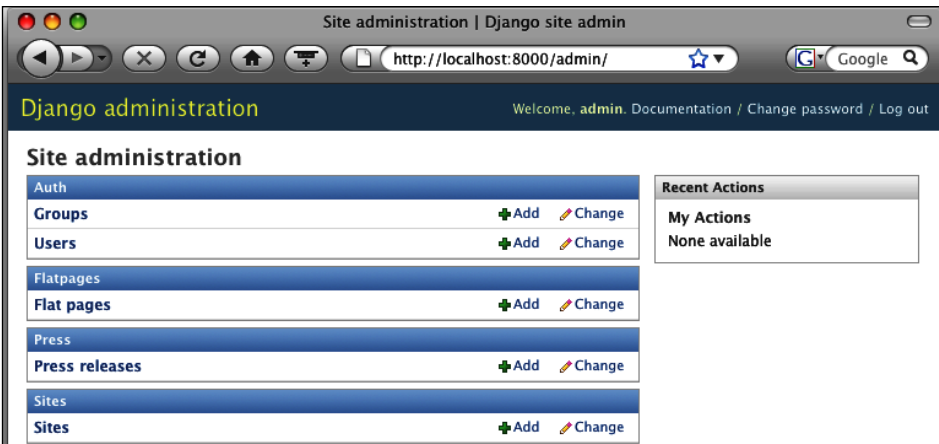 Site administration | Django site admin
http://localhost:8000/admin/
G Google
Django administration
Welcome, admin. Documentation / Change password / Log out
Site administration
Auth
Groups Add Change
Users Add Change
Flatpages
Flat pages Add Change
Press
Press releases Add Change
Sites
Sites Add Change
Recent Actions
My Actions
None available